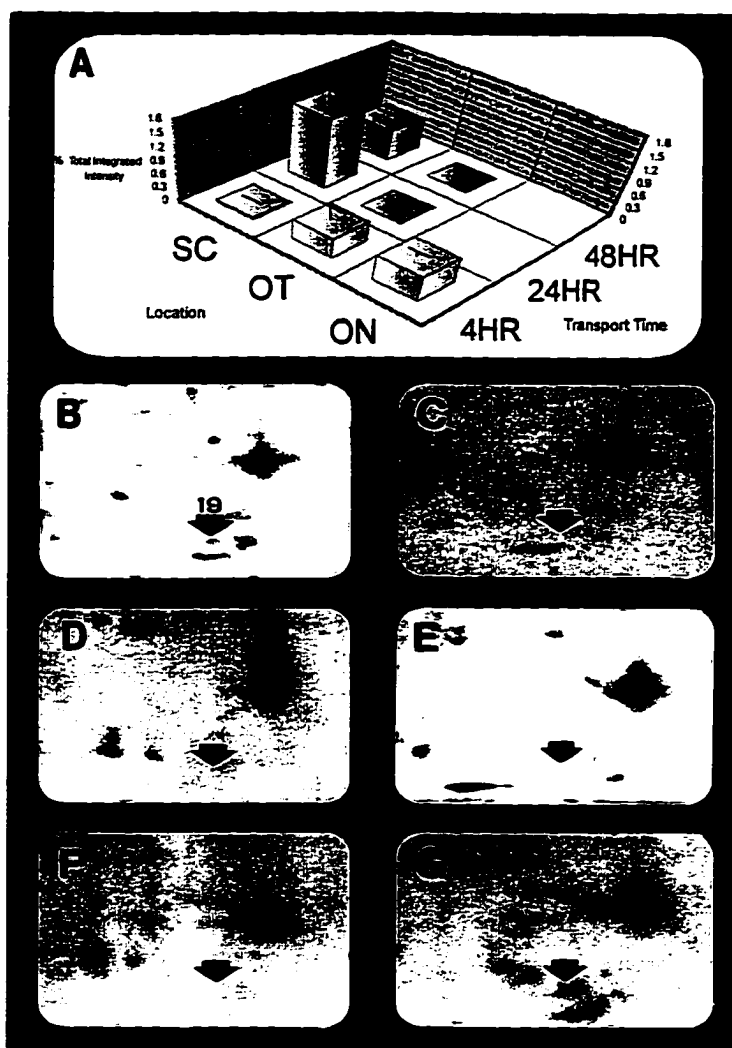 A
1.8
1.5
1.2
0.9
0.6
0.3
0
% Total Integrated
Intensity
1.8
1.5
1.2
0.9
0.6
0.3
0
SC
OT
ON
48HR
24HR
4HR
Location
Transport Time
B
19
C
D
E
F
G